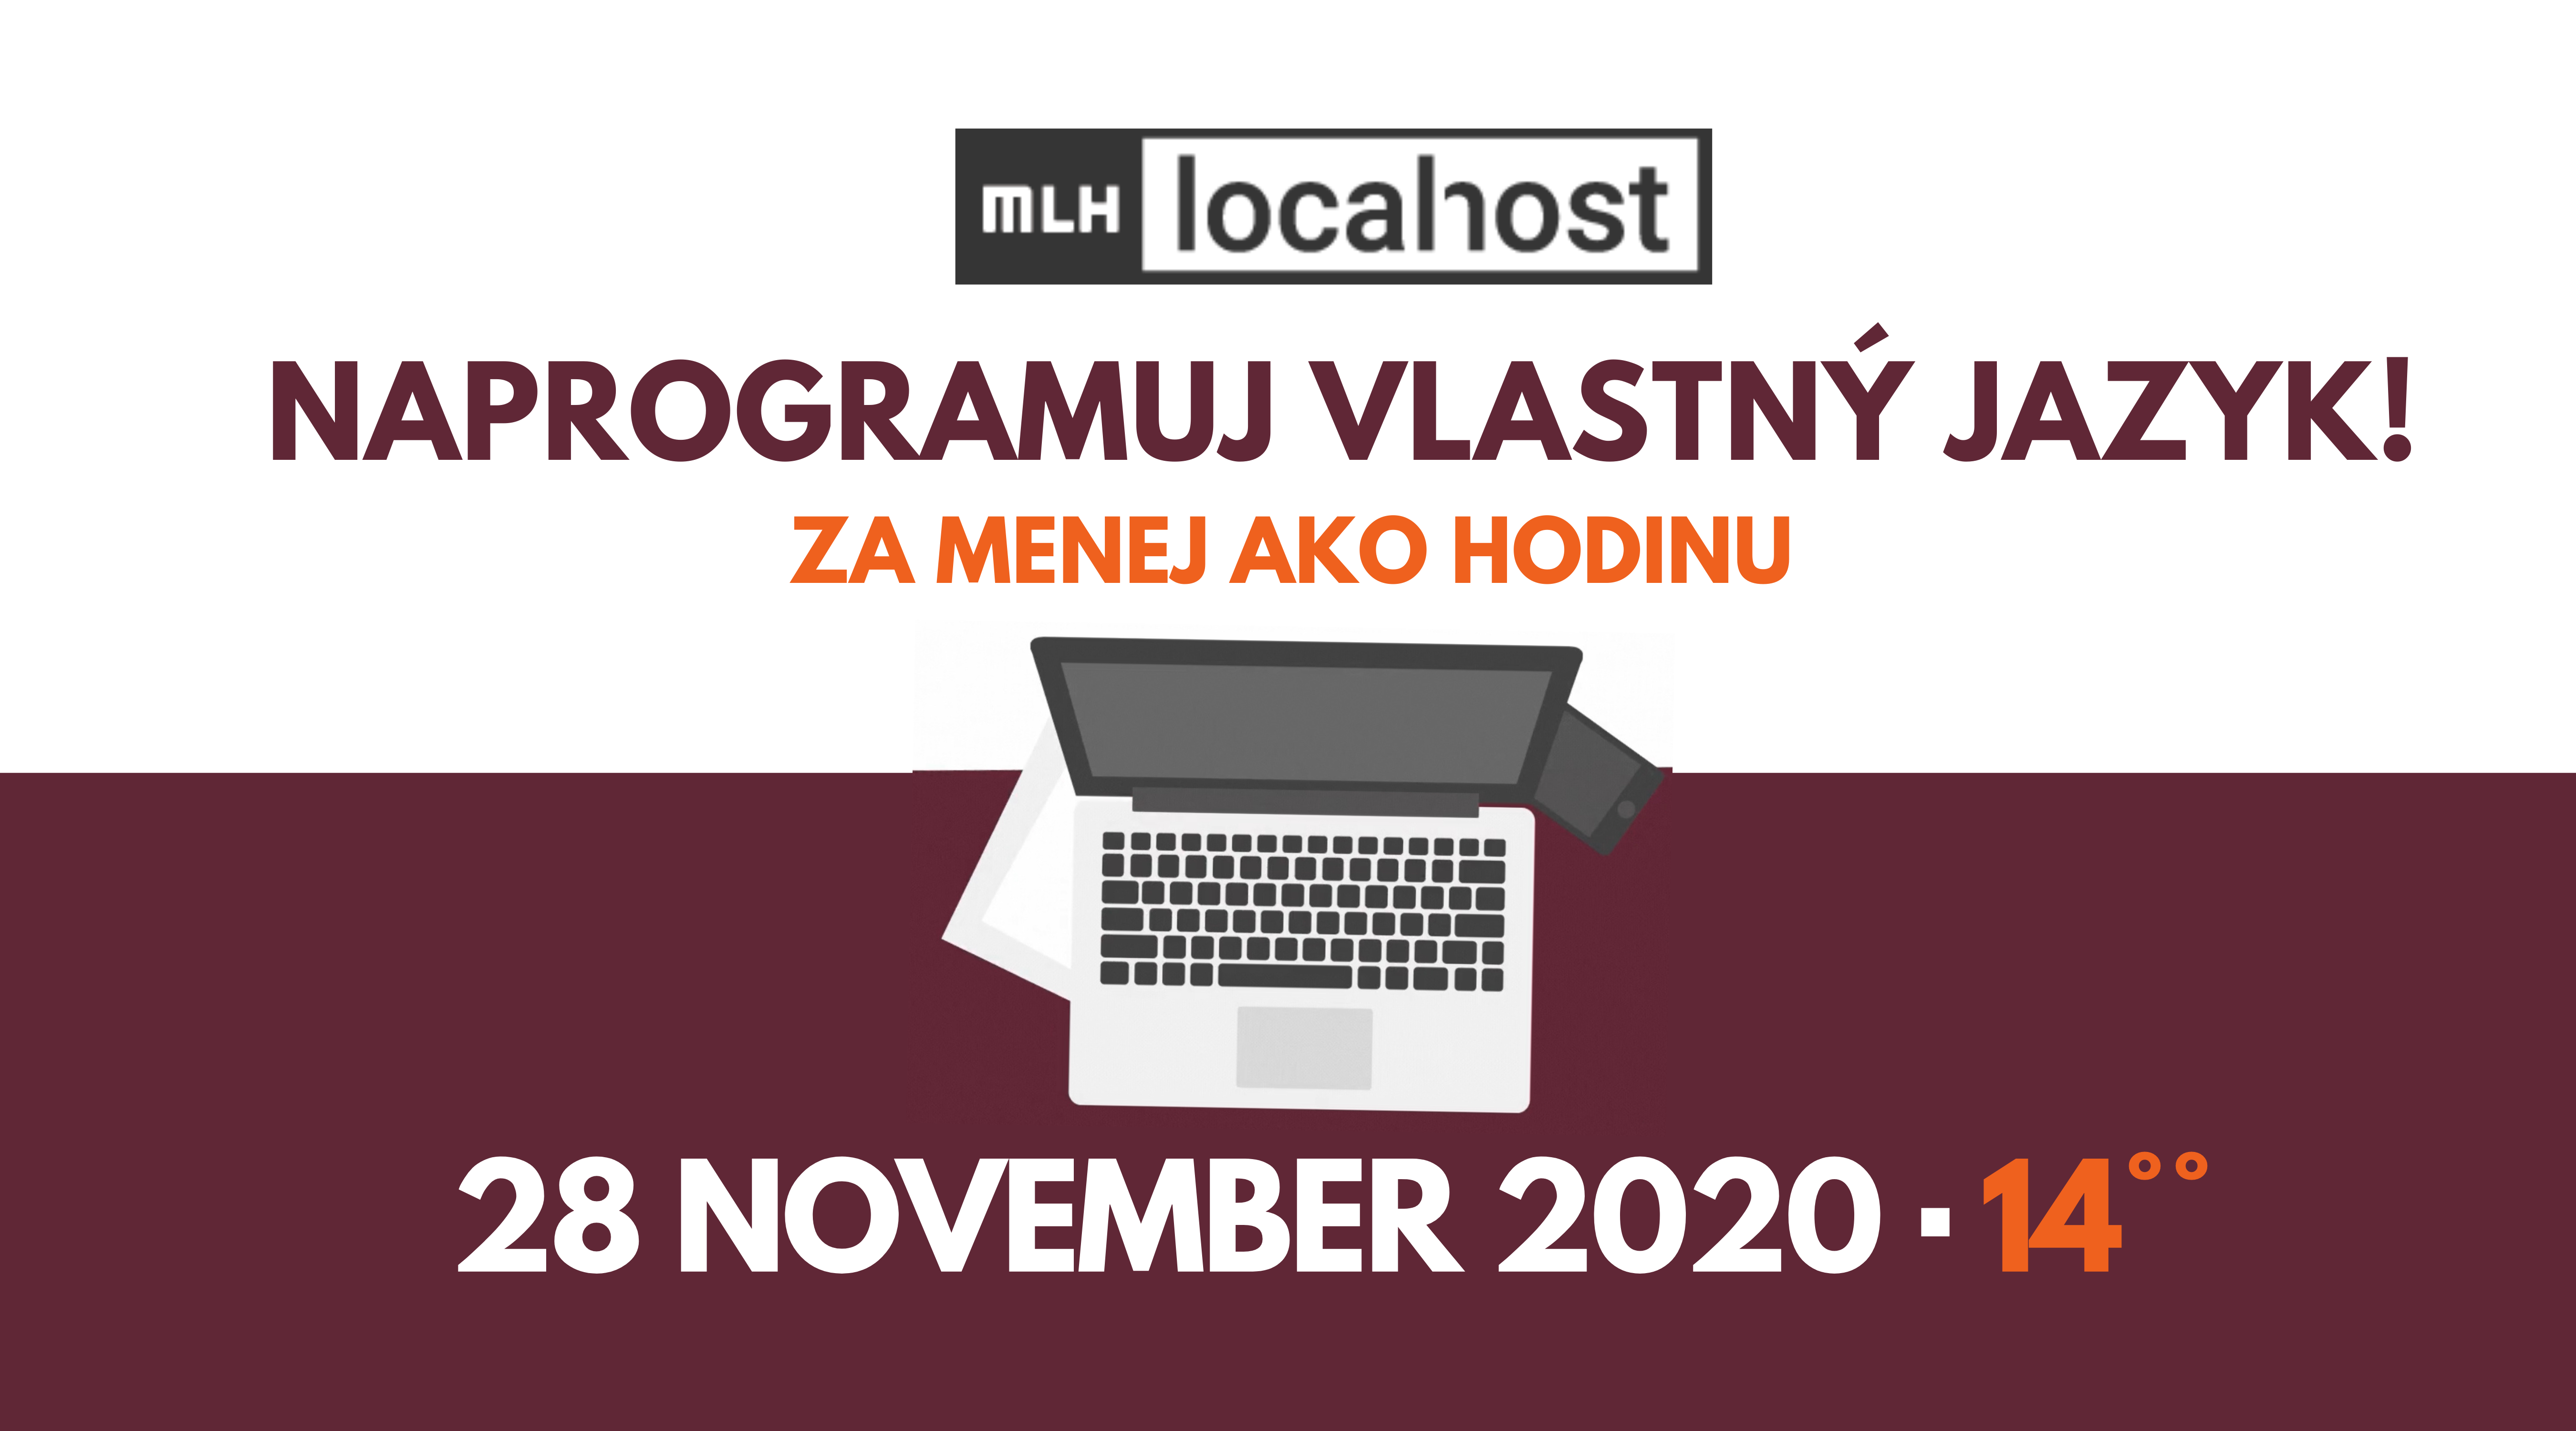 MLH localhost
NAPROGRAMUJ VLASTNÝ JAZYK!
ZA MENEJ AKO HODINU
28 NOVEMBER 2020 · 14°°